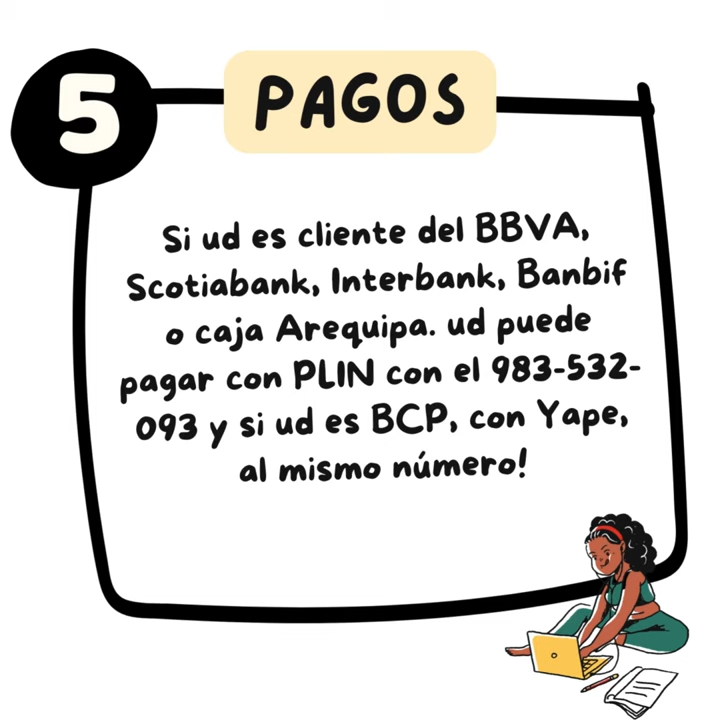 5
PAGOS
Si ud es cliente del BBVA,
Scotiabank, Interbank, Banbif
o caja Arequipa. ud puede
pagar con PLIN con el 983-532-
093 y si ud es BCP, con Yape,
al mismo número!